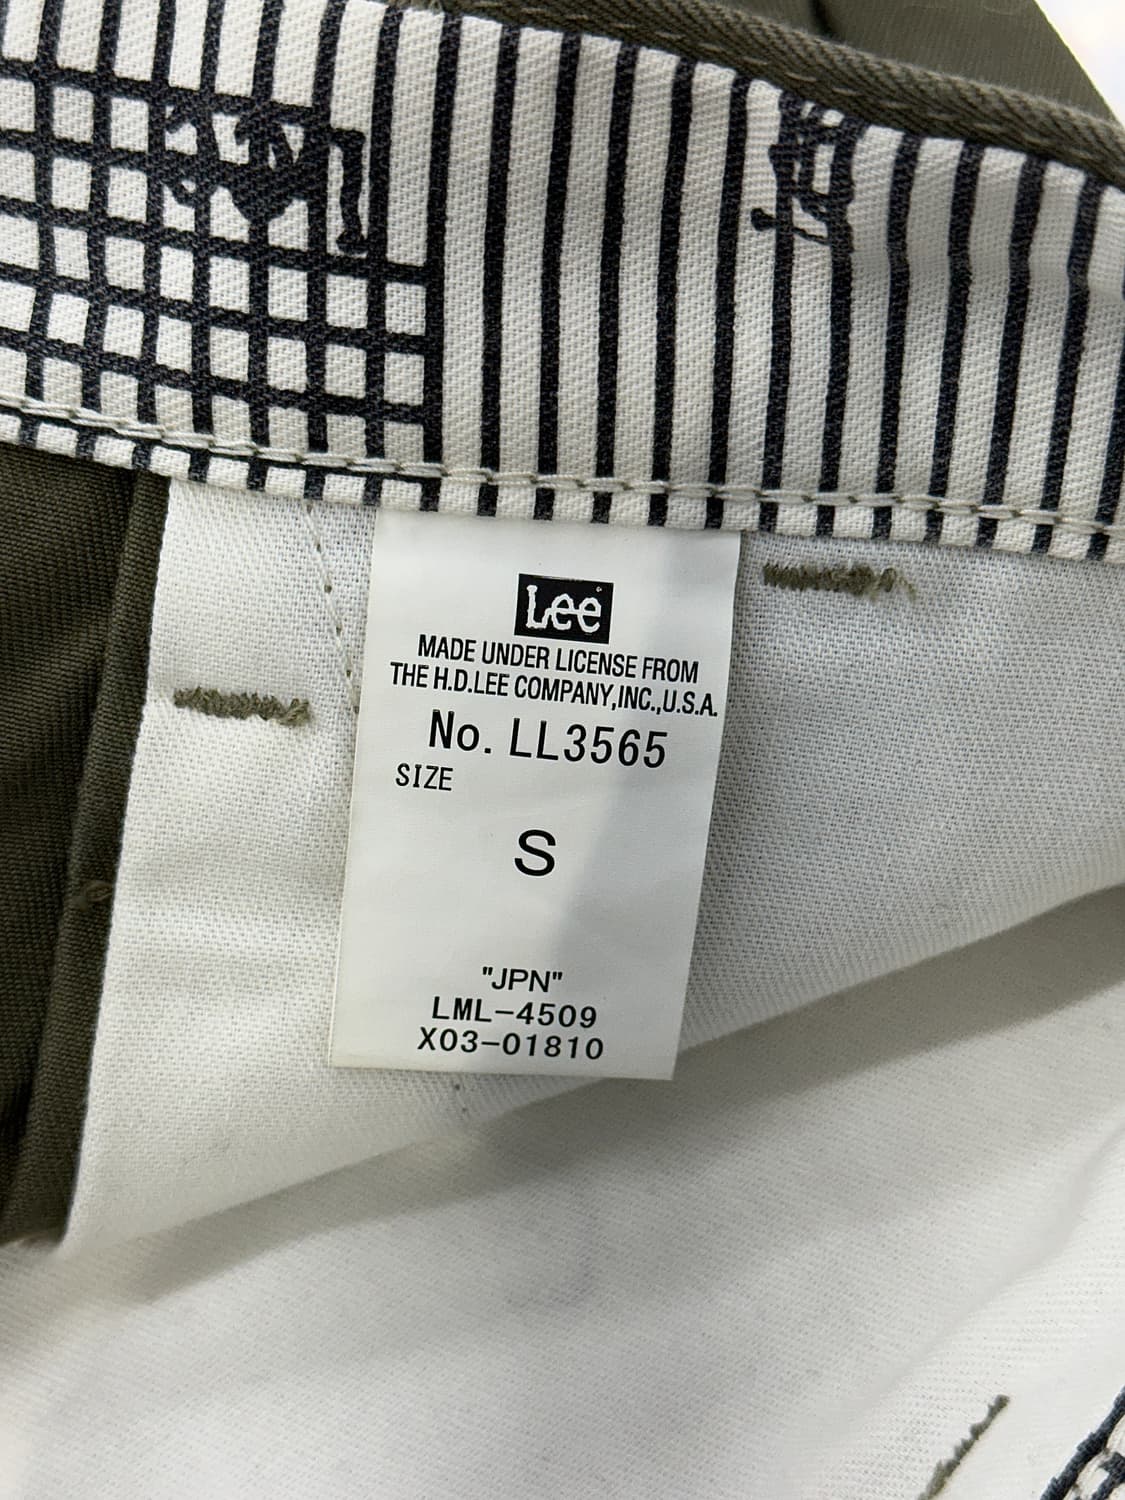 Lee
MADE UNDER LICENSE FROM
THE H.D.LEE COMPANY,INC.,U.S.A.
No. LL3565
SIZE
S
"JPN"
LML-4509
X03-01810